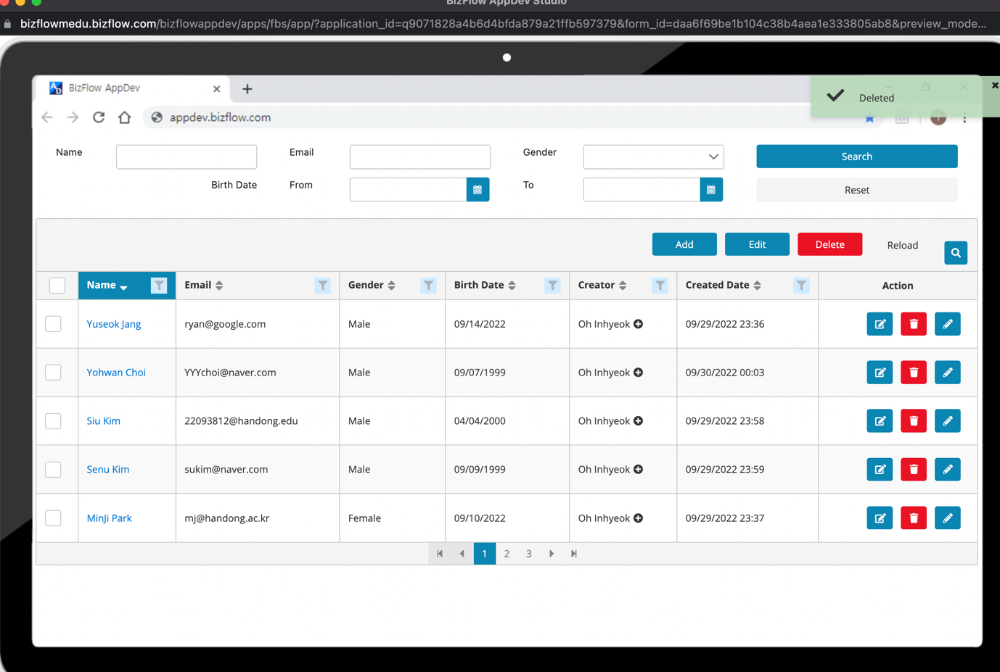 BizFlow AppDev Studio
bizflowmedu.bizflow.com/bizflowappdev/apps/fbs/app/?application_id=q9071828a4b6d4bfda879a21ffb597379&form_id=daa6f69be1b104c38b4aea1e333805ab8&preview_mode...
BizFlow AppDev
Deleted
appdev.bizflow.com
Name Email Gender Search
Birth Date From To Reset
Add Edit Delete Reload
Name Email Gender Birth Date Creator Created Date Action
Yuseok Jang ryan@google.com Male 09/14/2022 Oh Inhyeok 09/29/2022 23:36
Yohwan Choi YYYchoi@naver.com Male 09/07/1999 Oh Inhyeok 09/30/2022 00:03
Siu Kim 22093812@handong.edu Male 04/04/2000 Oh Inhyeok 09/29/2022 23:58
Senu Kim sukim@naver.com Male 09/09/1999 Oh Inhyeok 09/29/2022 23:59
MinJi Park mj@handong.ac.kr Female 09/10/2022 Oh Inhyeok 09/29/2022 23:37
1 2 3